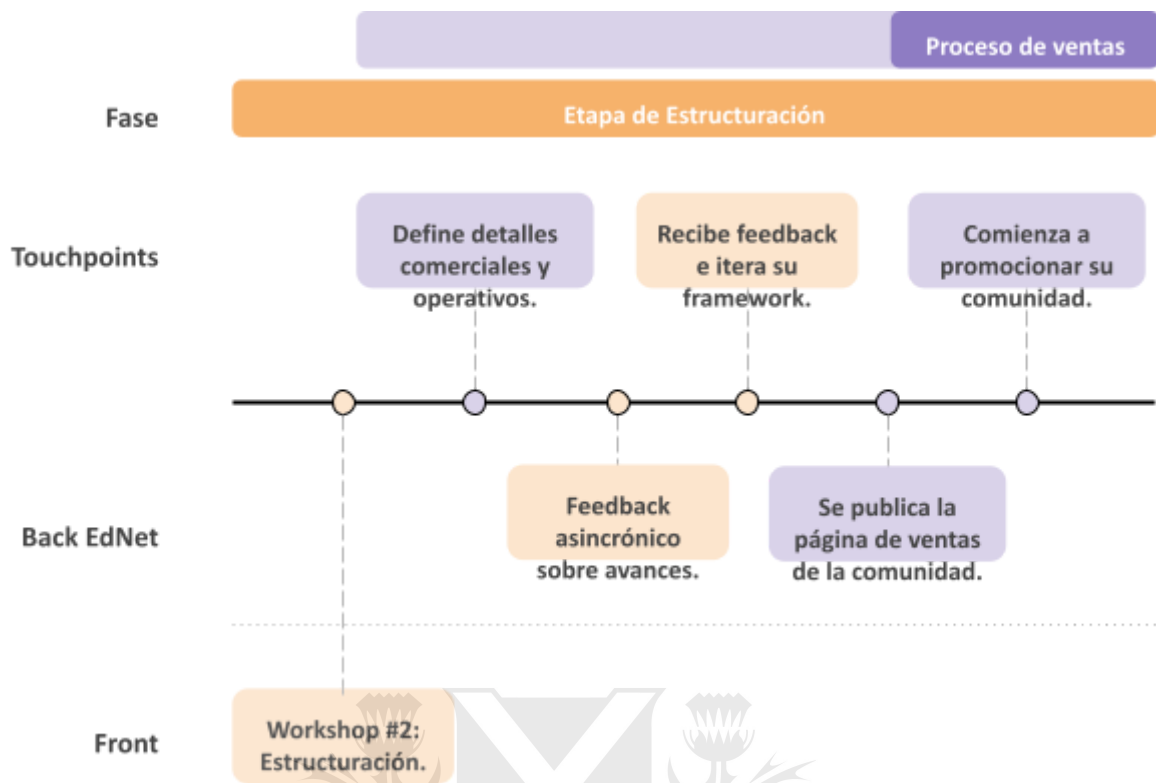 Proceso de ventas
Fase
Etapa de Estructuración
Touchpoints
Define detalles
comerciales y
operativos.
Recibe feedback
e itera su
framework.
Comienza a
promocionar su
comunidad.
Back EdNet
Feedback
asincrónico
sobre avances.
Se publica la
página de ventas
de la comunidad.
Front
Workshop #2:
Estructuración.